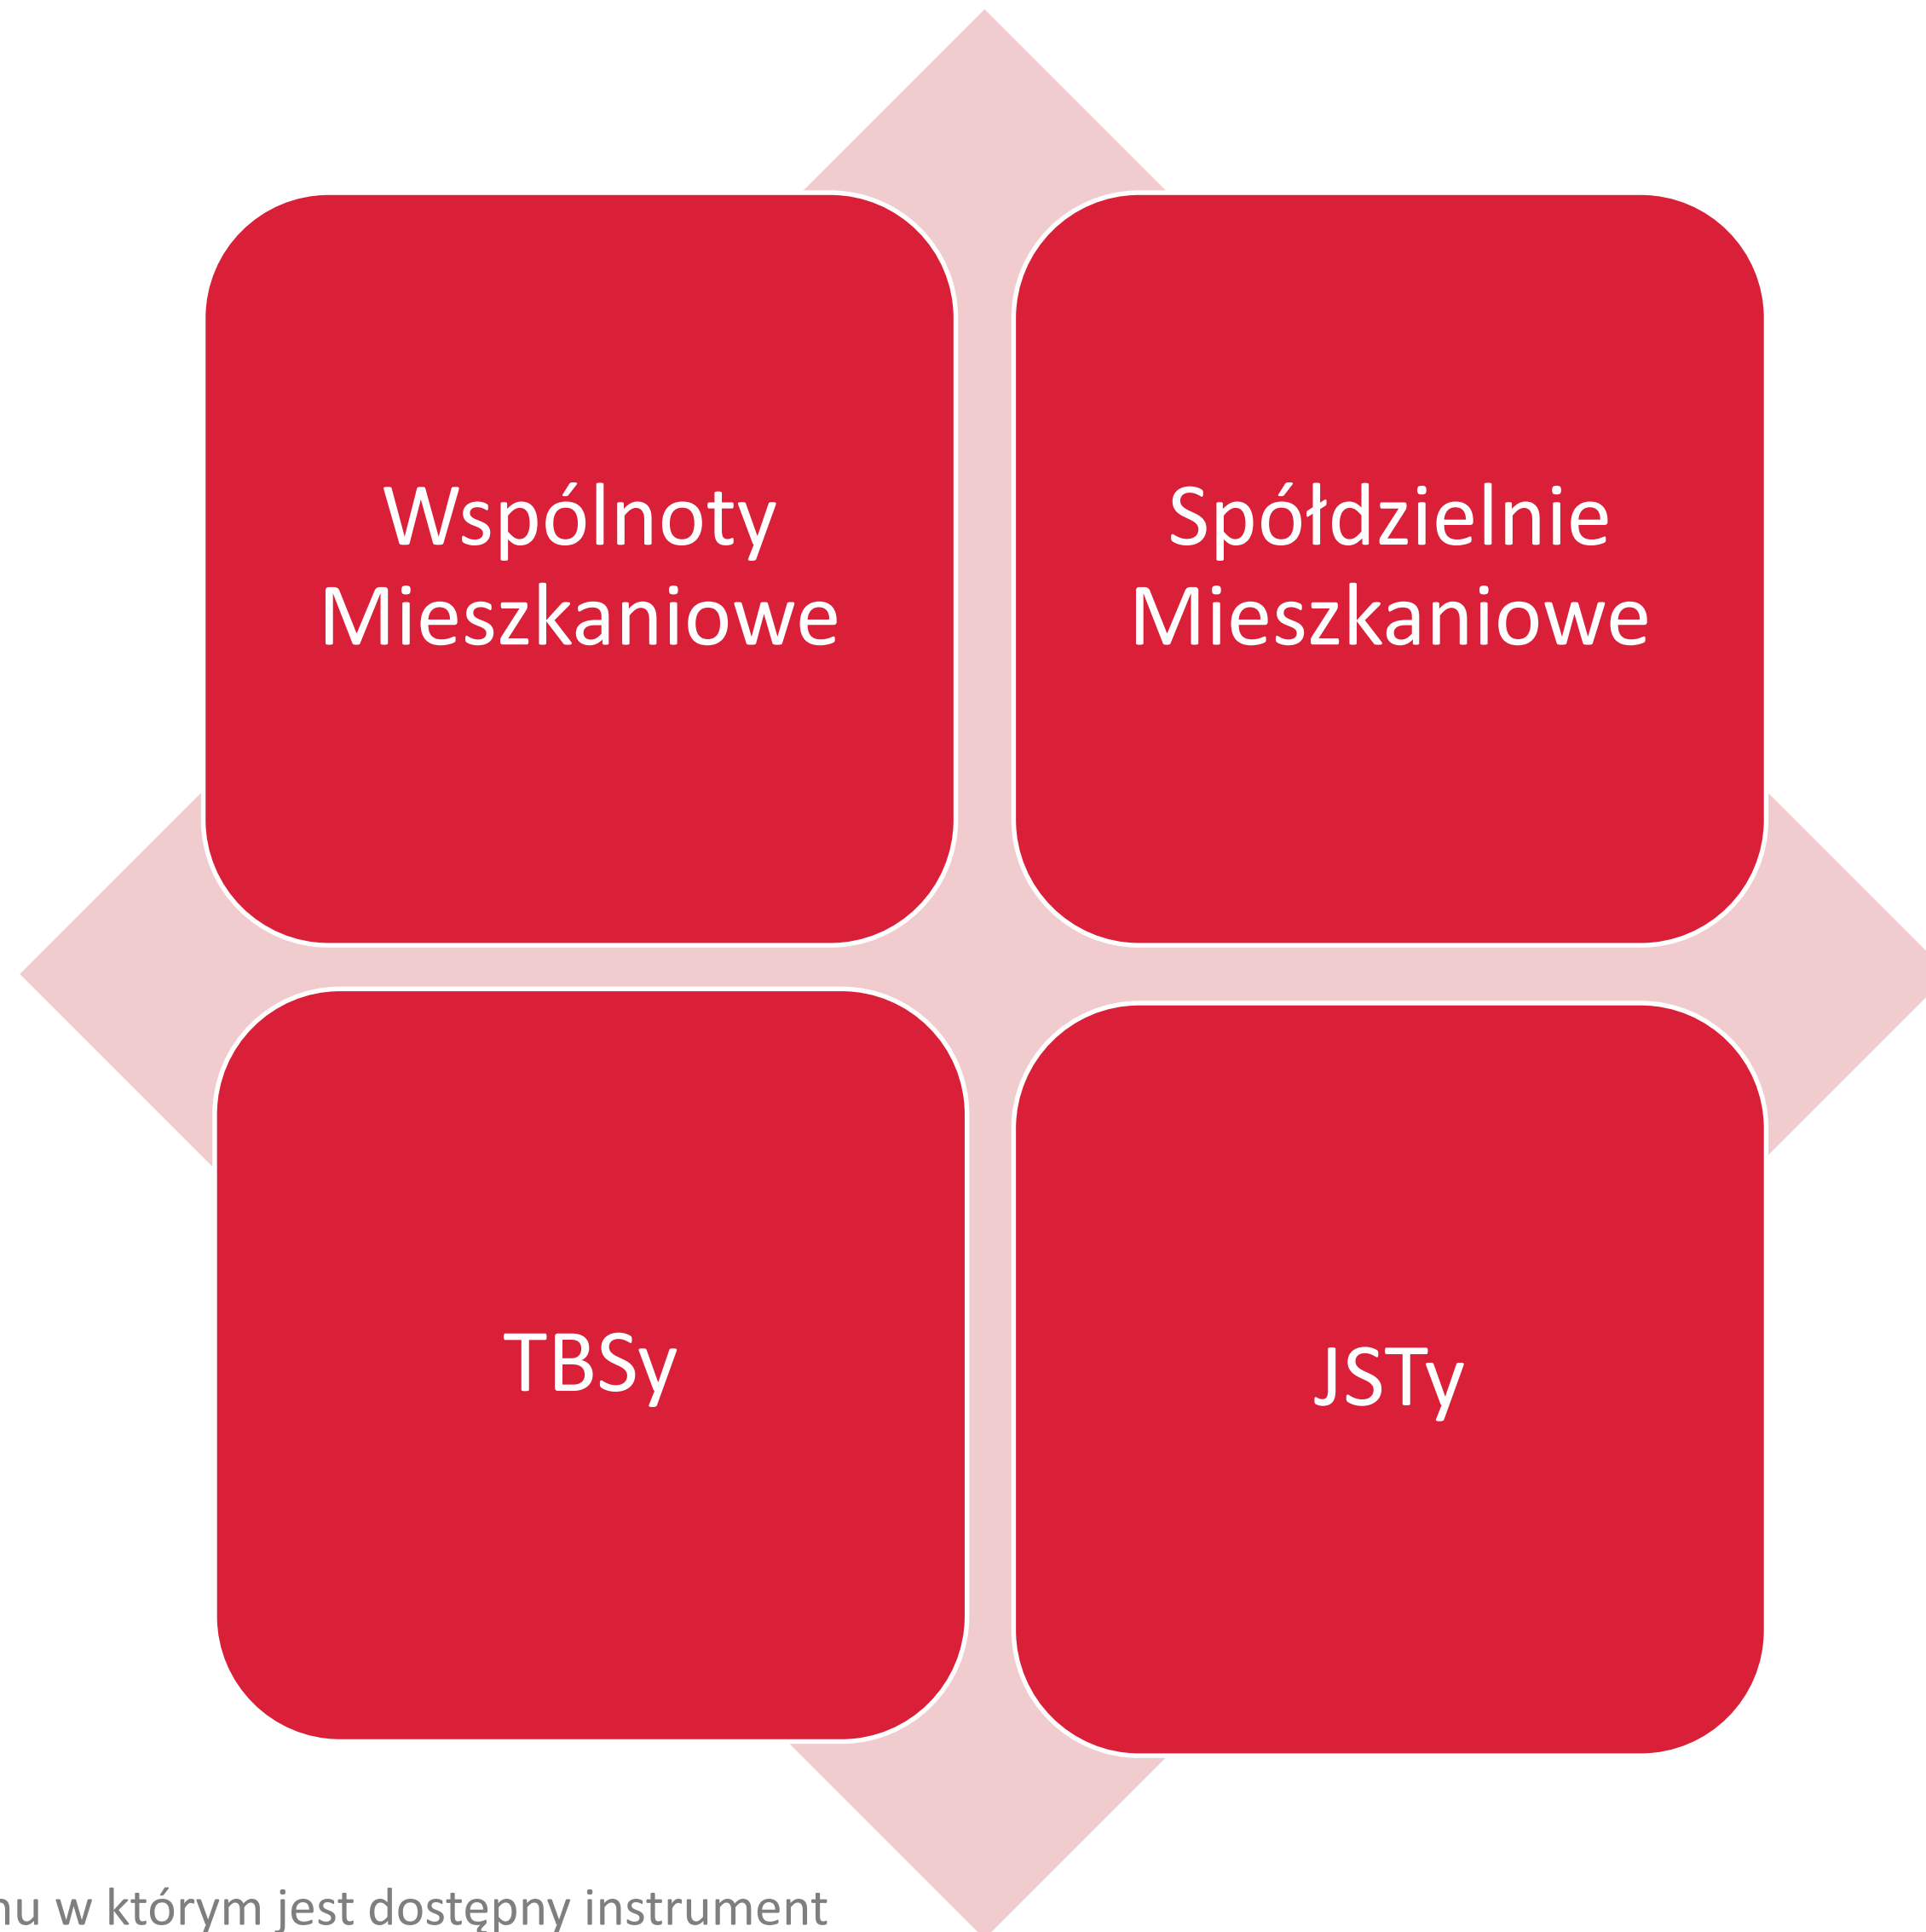 Wspólnoty
Mieszkaniowe
Spółdzielnie
Mieszkaniowe
TBSy
JSTy
u w którym jest dostępny instrument